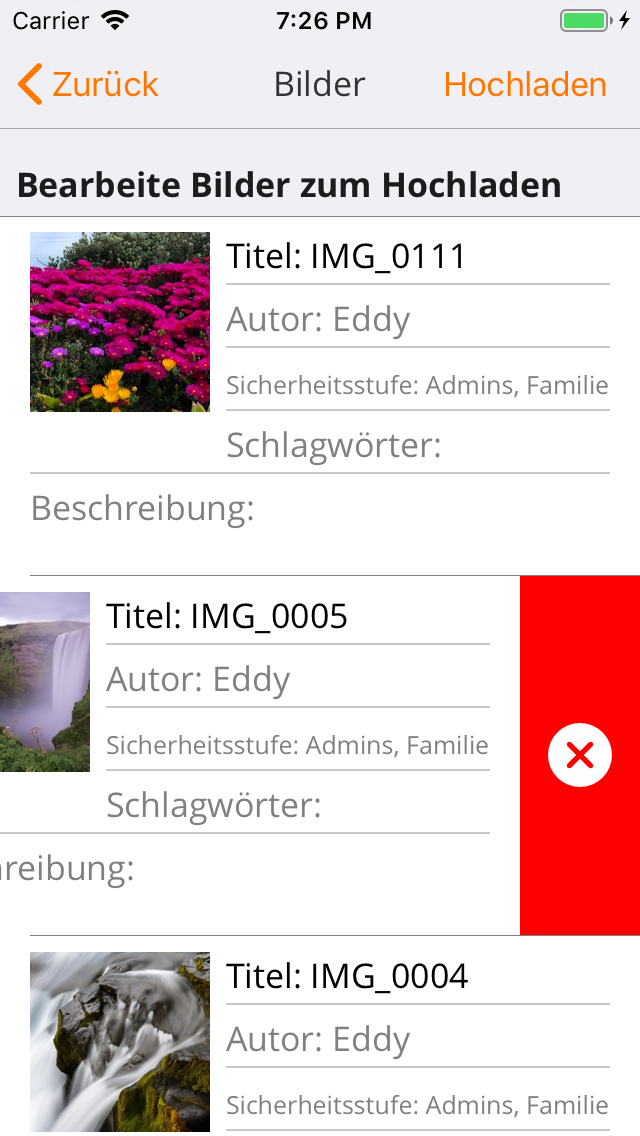 Carrier 7:26 PM
Zurück Bilder Hochladen
Bearbeite Bilder zum Hochladen
Titel: IMG_0111
Autor: Eddy
Sicherheitsstufe: Admins, Familie
Schlagwörter:
Beschreibung:
Titel: IMG_0005
Autor: Eddy
Sicherheitsstufe: Admins, Familie
Schlagwörter:
reibung:
Titel: IMG_0004
Autor: Eddy
Sicherheitsstufe: Admins, Familie